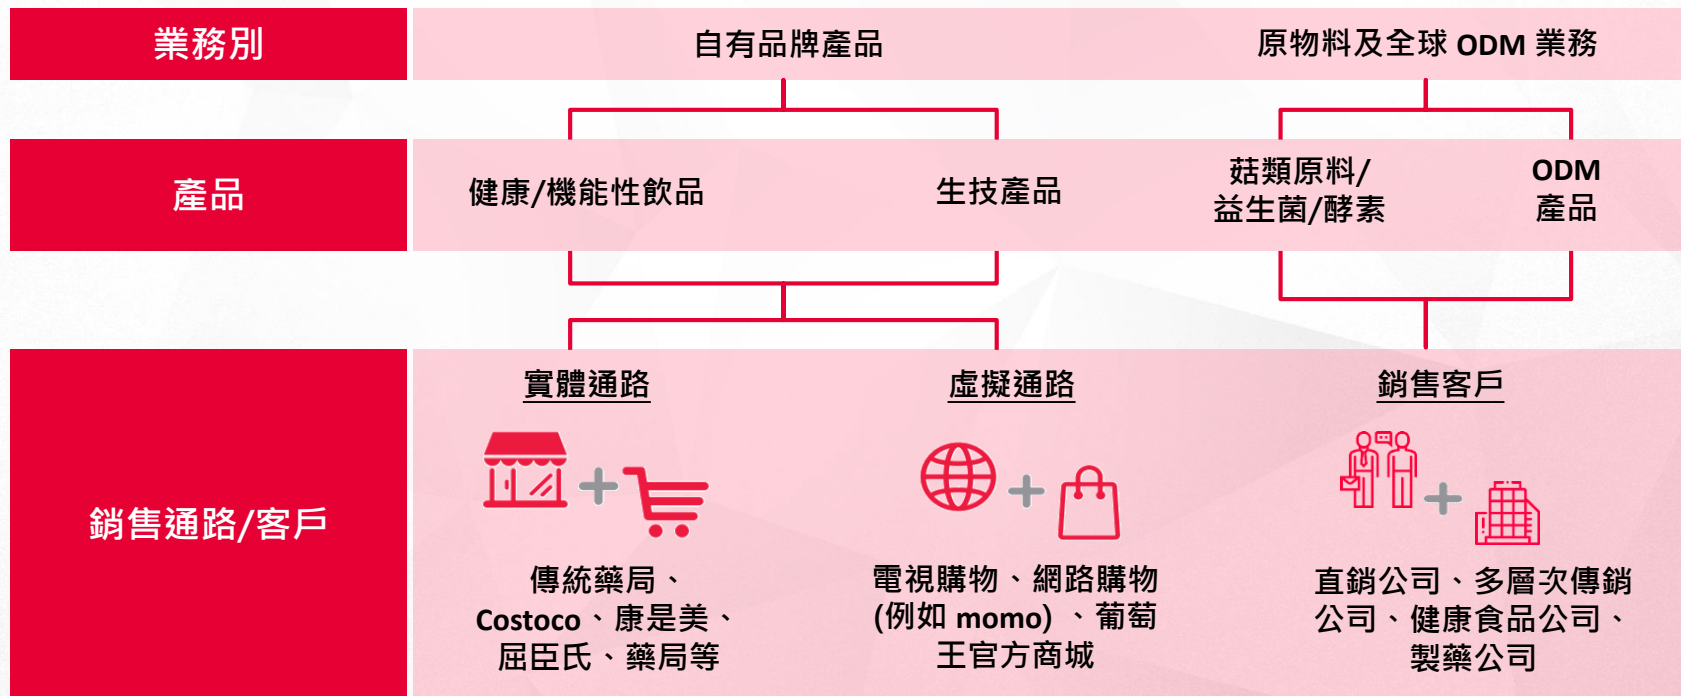 業務別
自有品牌產品
原物料及全球 ODM 業務
產品
健康/機能性飲品
生技產品
菇類原料/
益生菌/酵素
ODM
產品
銷售通路/客戶
實體通路
傳統藥局、
Costoco、康是美、
屈臣氏、藥局等
虛擬通路
電視購物、網路購物
(例如 momo) 、葡萄
王官方商城
銷售客戶
直銷公司、多層次傳銷
公司、健康食品公司、
製藥公司